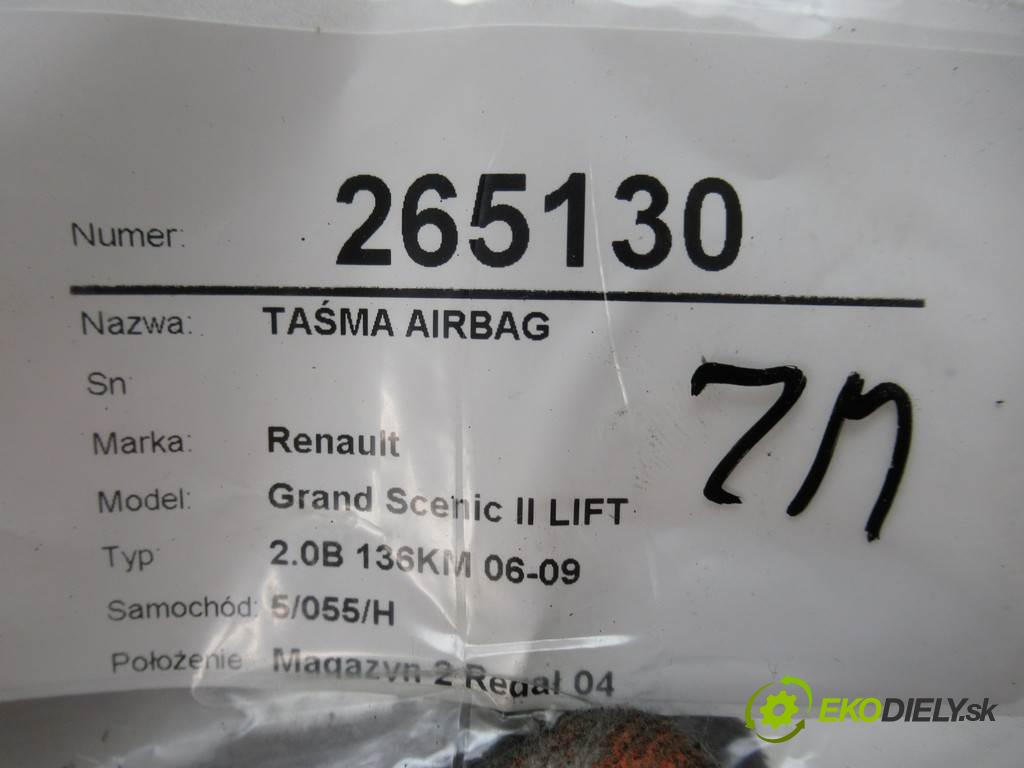 Numer: 265130
Nazwa: TAŚMA AIRBAG
Sn
Marka: Renault
Model: Grand Scenic II LIFT
Typ 2.0B 136KM 06-09
Samochód: 5/055/H
Położenie Magazyn 2 Regał 04
ZM
EKODIELY.sk